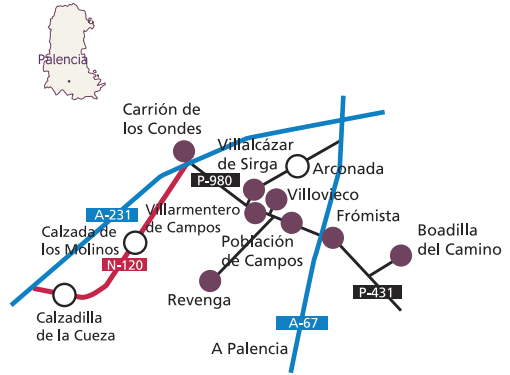 Palencia
Carrión de
los Condes
Villalcázar
de Sirga
Arconada
P-980
Villovieco
A-231
Villarmentero
de Campos
Frómista
Calzada de
los Molinos
Población
de Campos
Boadilla
del Camino
N-120
Revenga
P-431
Calzadilla
de la Cueza
A-67
A Palencia